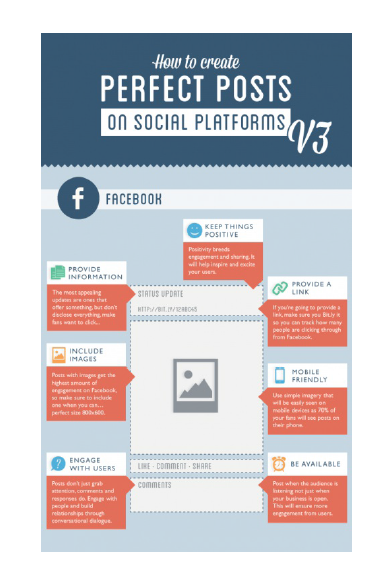 How to create
PERFECT POSTS
ON SOCIAL PLATFORMS
V3
f FACEBOOK
KEEP THINGS
POSITIVE
Positivity breeds
engagement and sharing. It
will help inspire and excite
your users.
PROVIDE
INFORMATION
The most appealing
updates are ones that
offer something, but don't
disclose everything, make
fans want to click...
STATUS UPDATE
PROVIDE A
LINK
If you're going to provide a
link, make sure you Bit.ly it
so you can track how many
people are clicking through
from Facebook.
INCLUDE
IMAGES
Posts with images get the
highest amount of
engagement on Facebook,
so make sure to include
one when you can...
perfect size 800x600.
MOBILE
FRIENDLY
Use simple imagery that
will be easily seen on
mobile devices as 70% of
your fans will see posts on
their phone.
ENGAGE
WITH USERS
Posts don't just grab
attention, comments and
responses do. Engage with
people and build
relationships through
conversational dialogue.
LIKE - COMMENT - SHARE
COMMENTS
BE AVAILABLE
Post when the audience is
listening not just when
your business is open.
This will ensure more
engagement from users.